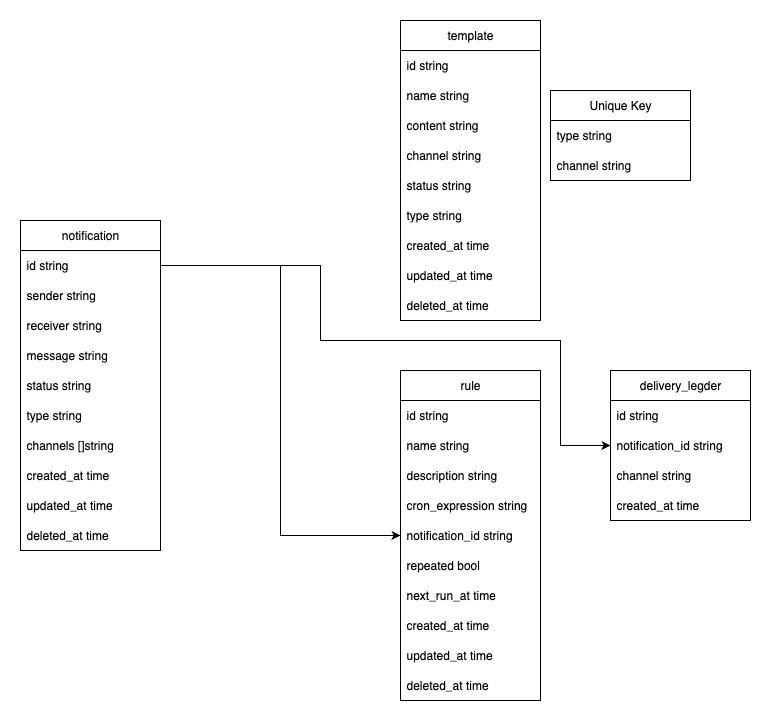 template
id string
name string
content string
channel string
status string
type string
created_at time
updated_at time
deleted_at time
Unique Key
type string
channel string
notification
id string
sender string
receiver string
message string
status string
type string
channels []string
created_at time
updated_at time
deleted_at time
rule
id string
name string
description string
cron_expression string
notification_id string
repeated bool
next_run_at time
created_at time
updated_at time
deleted_at time
delivery_legder
id string
notification_id string
channel string
created_at time